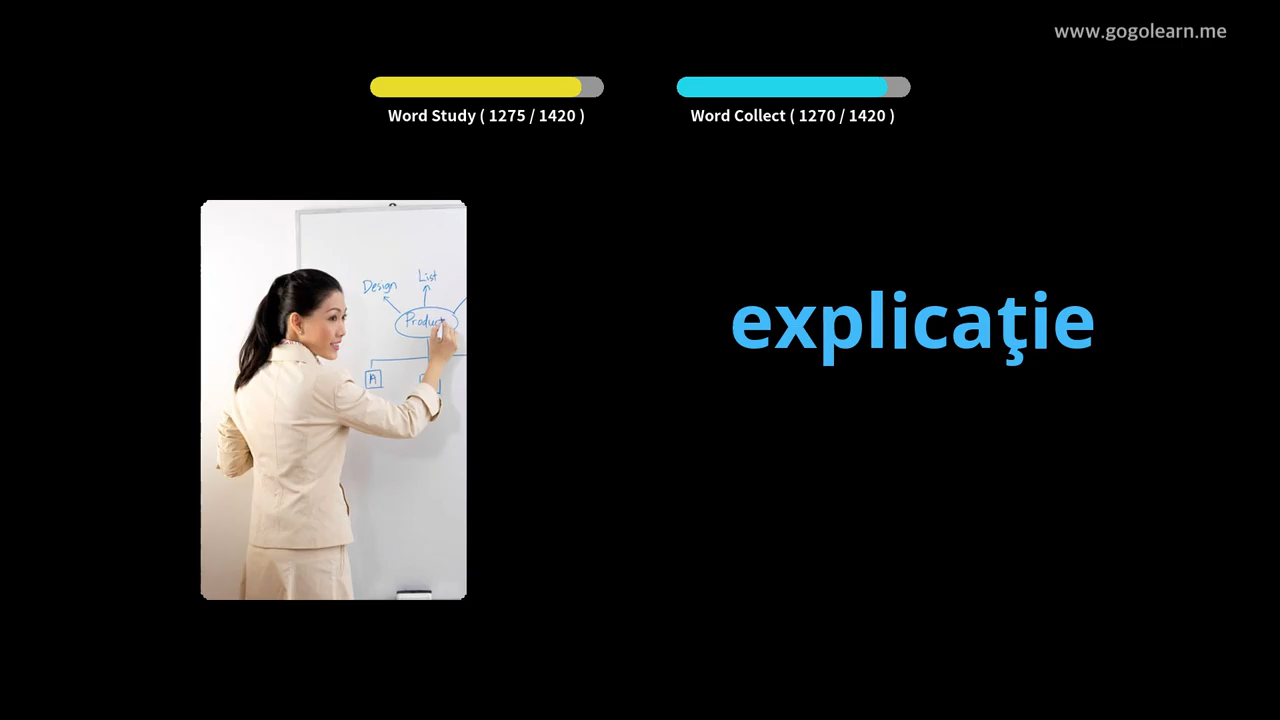 www.gogolearn.me
Word Study ( 1275 / 1420 )
Word Collect ( 1270 / 1420 )
List
Design
Product
A
explicaţie